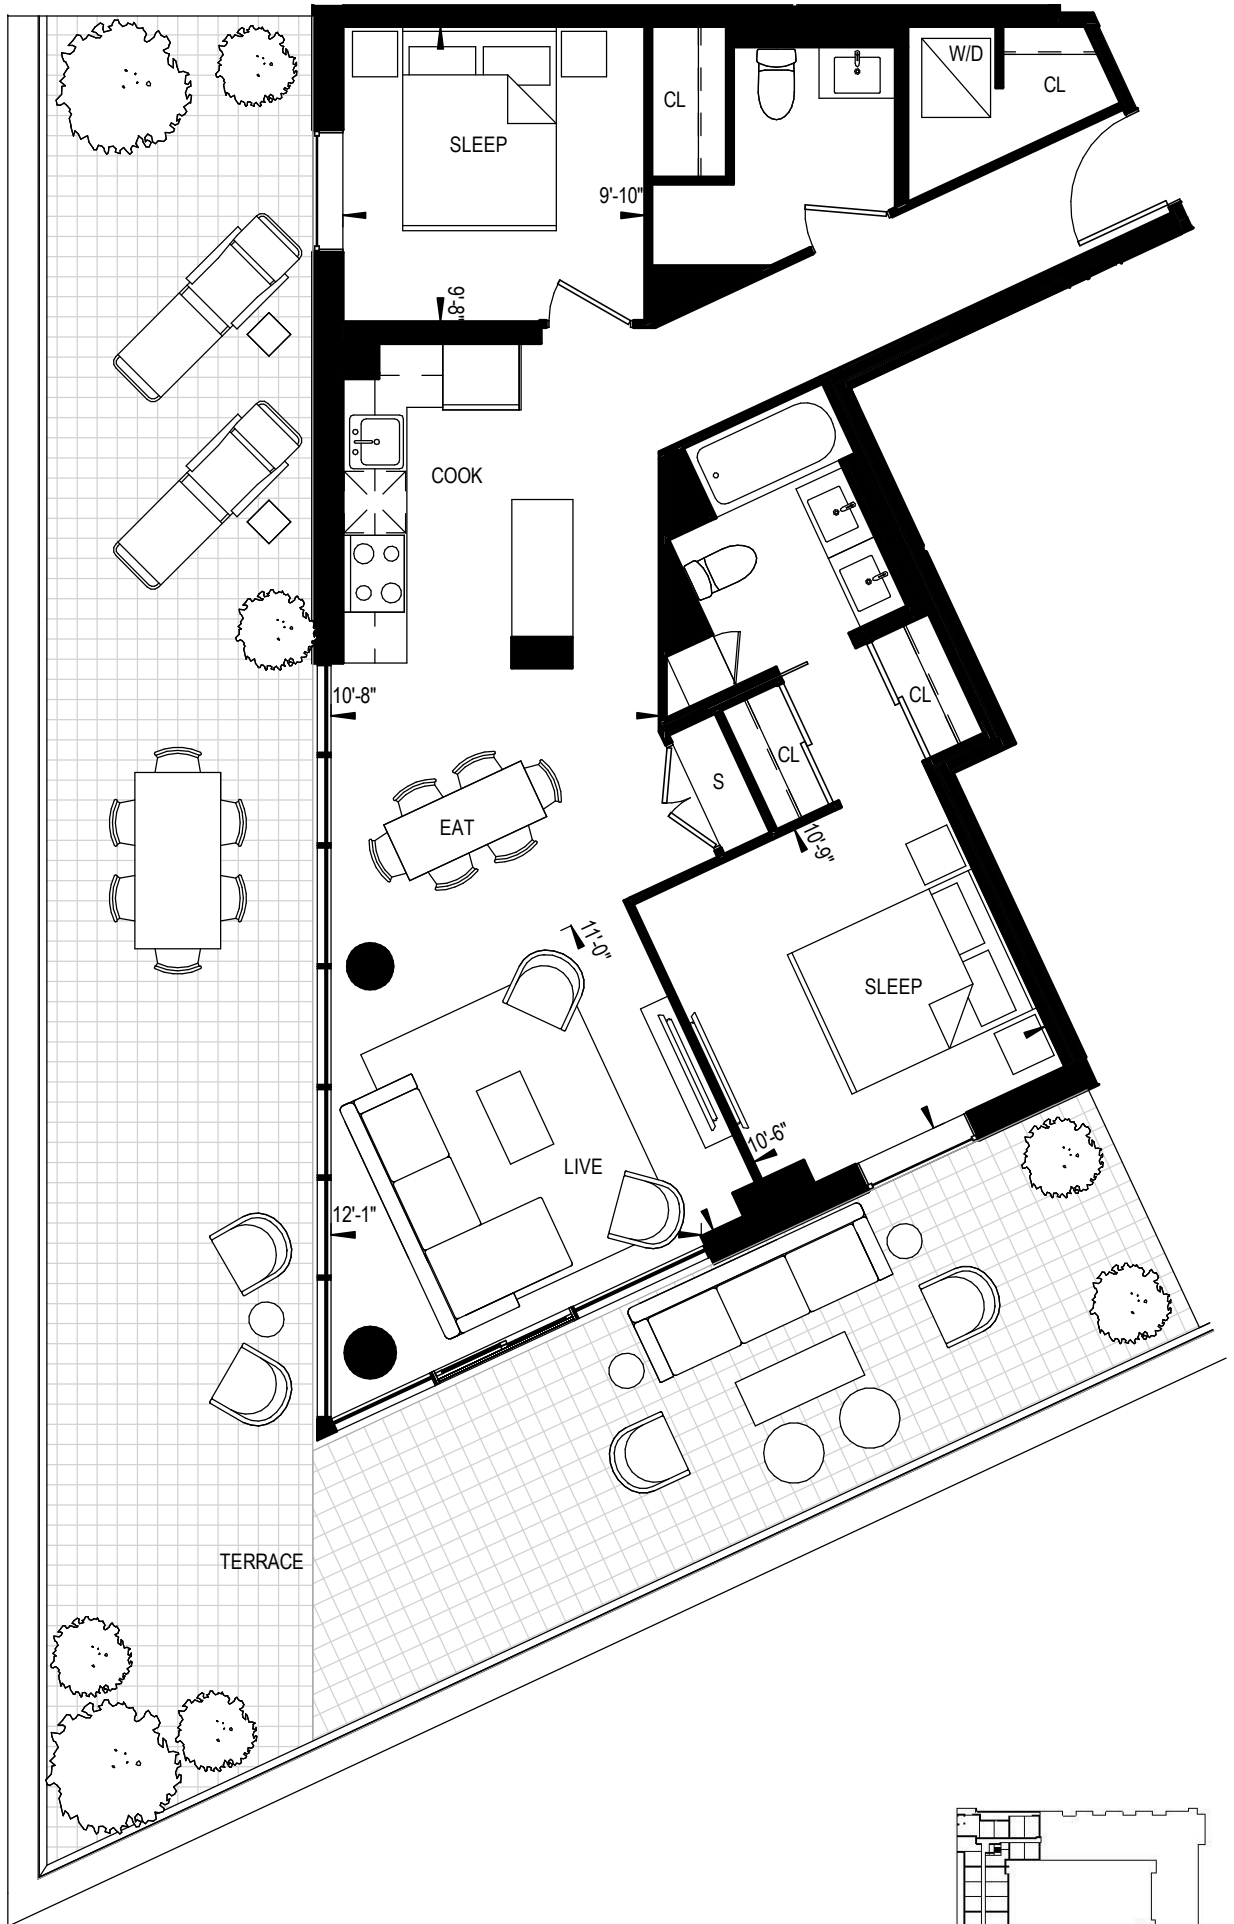 W/D
CL
CL
SLEEP
9'-10"
9'-8"
COOK
10'-8"
CL
CL
S
EAT
10'-9"
11'-0"
SLEEP
10'-6"
LIVE
12'-1"
TERRACE